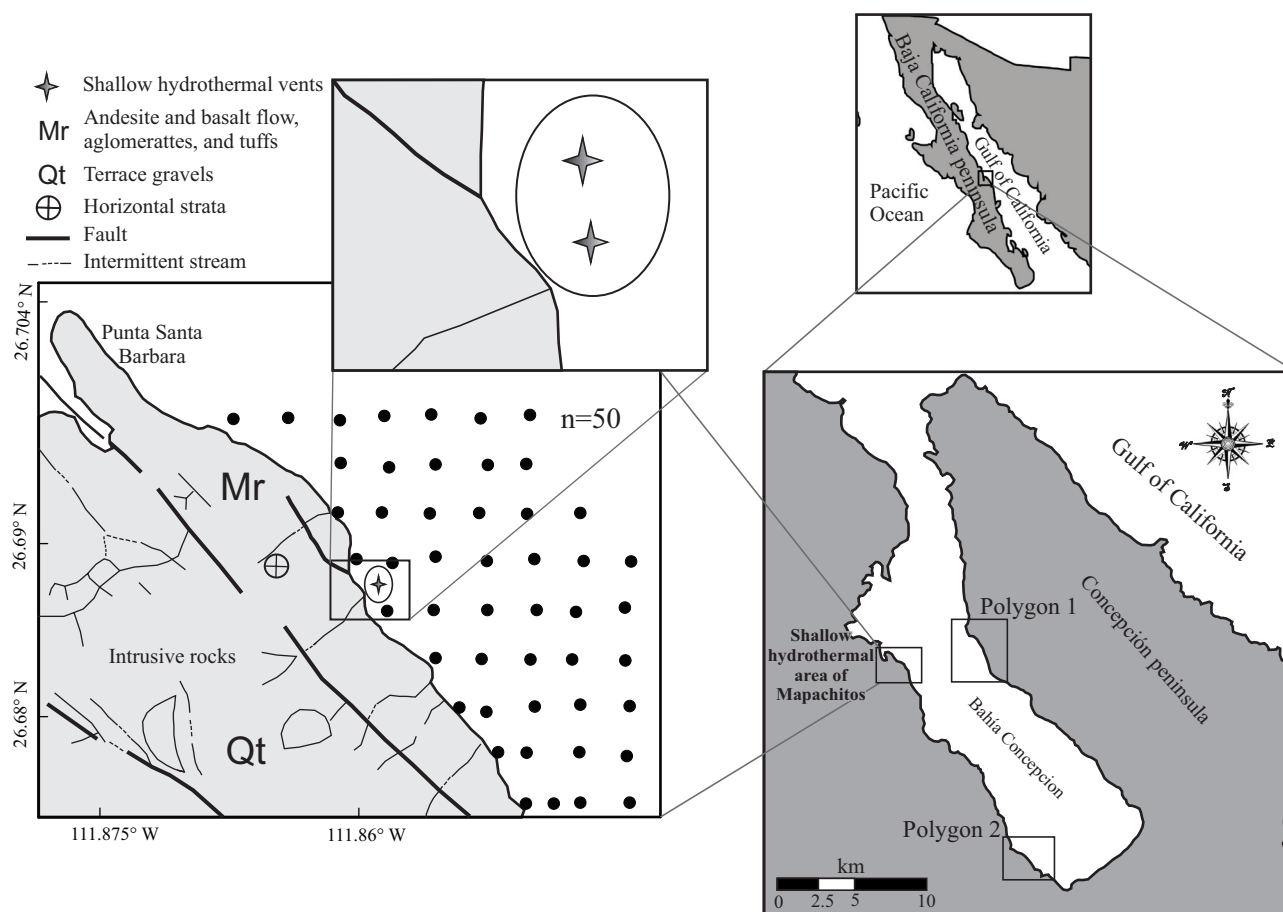 Shallow hydrothermal vents
Mr
Andesite and basalt flow,
aglomerattes, and tuffs
Qt
Terrace gravels
Horizontal strata
Fault
Intermittent stream
26.704° N
26.69° N
26.68° N
111.875° W
111.86° W
Punta Santa
Barbara
n=50
Mr
Intrusive rocks
Qt
Baja California peninsula
Gulf of California
Pacific
Ocean
N
W
E
S
Gulf of California
Concepción peninsula
Polygon 1
Shallow
hydrothermal
area of
Mapachitos
Bahía Concepcion
Polygon 2
km
0
2.5
5
10